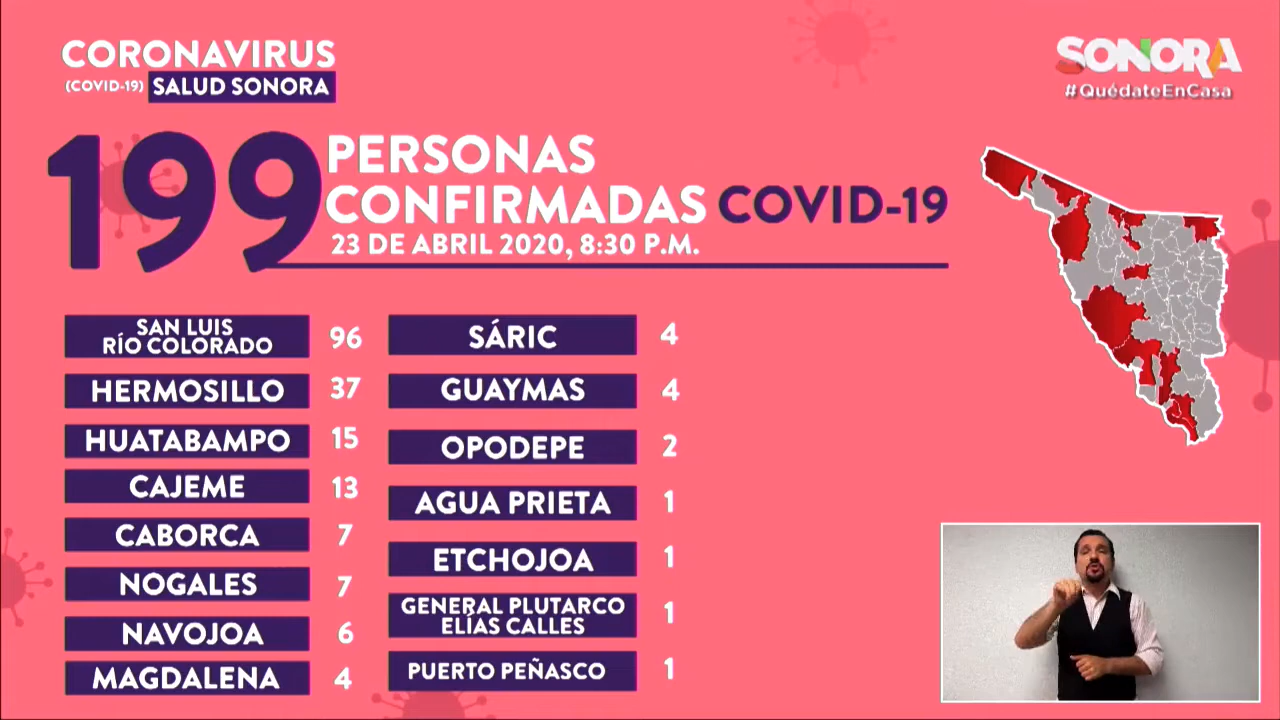 CORONAVIRUS
(COVID-19) SALUD SONORA
SONORA
#QuédateEnCasa
199 PERSONAS
CONFIRMADAS COVID-19
23 DE ABRIL 2020, 8:30 P.M.
SAN LUIS
RÍO COLORADO 96
HERMOSILLO 37
HUATABAMPO 15
CAJEME 13
CABORCA 7
NOGALES 7
NAVOJOA 6
MAGDALENA 4
SÁRIC 4
GUAYMAS 4
OPODEPE 2
AGUA PRIETA 1
ETCHOJOA 1
GENERAL PLUTARCO
ELÍAS CALLES 1
PUERTO PEÑASCO 1